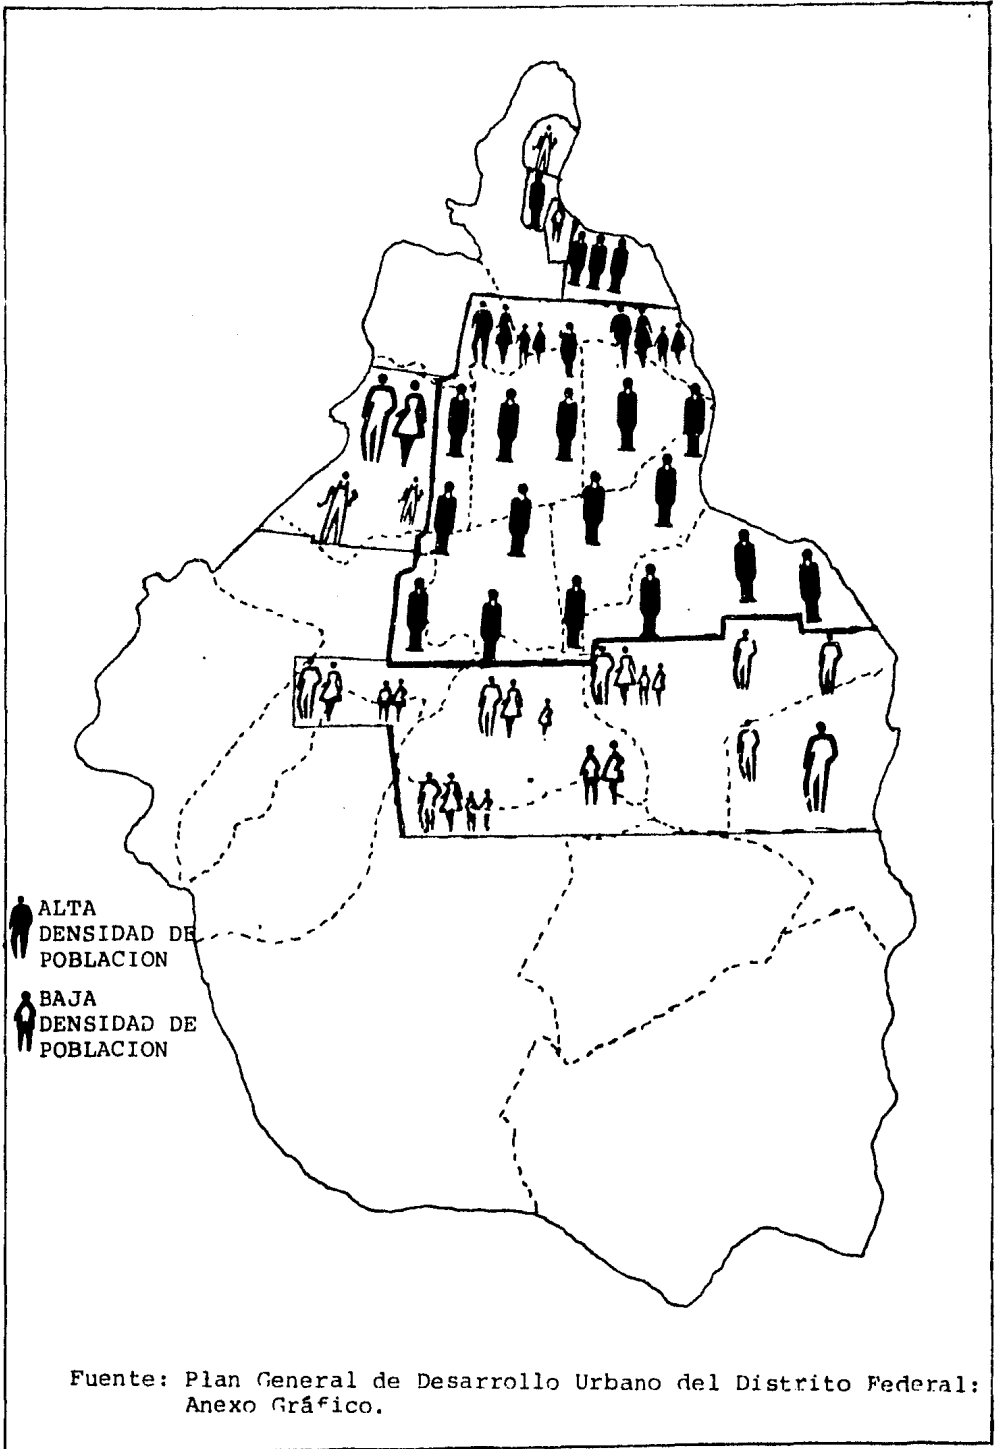 ALTA
DENSIDAD DE
POBLACION
BAJA
DENSIDAD DE
POBLACION
Fuente: Plan General de Desarrollo Urbano del Distrito Federal:
Anexo Gráfico.